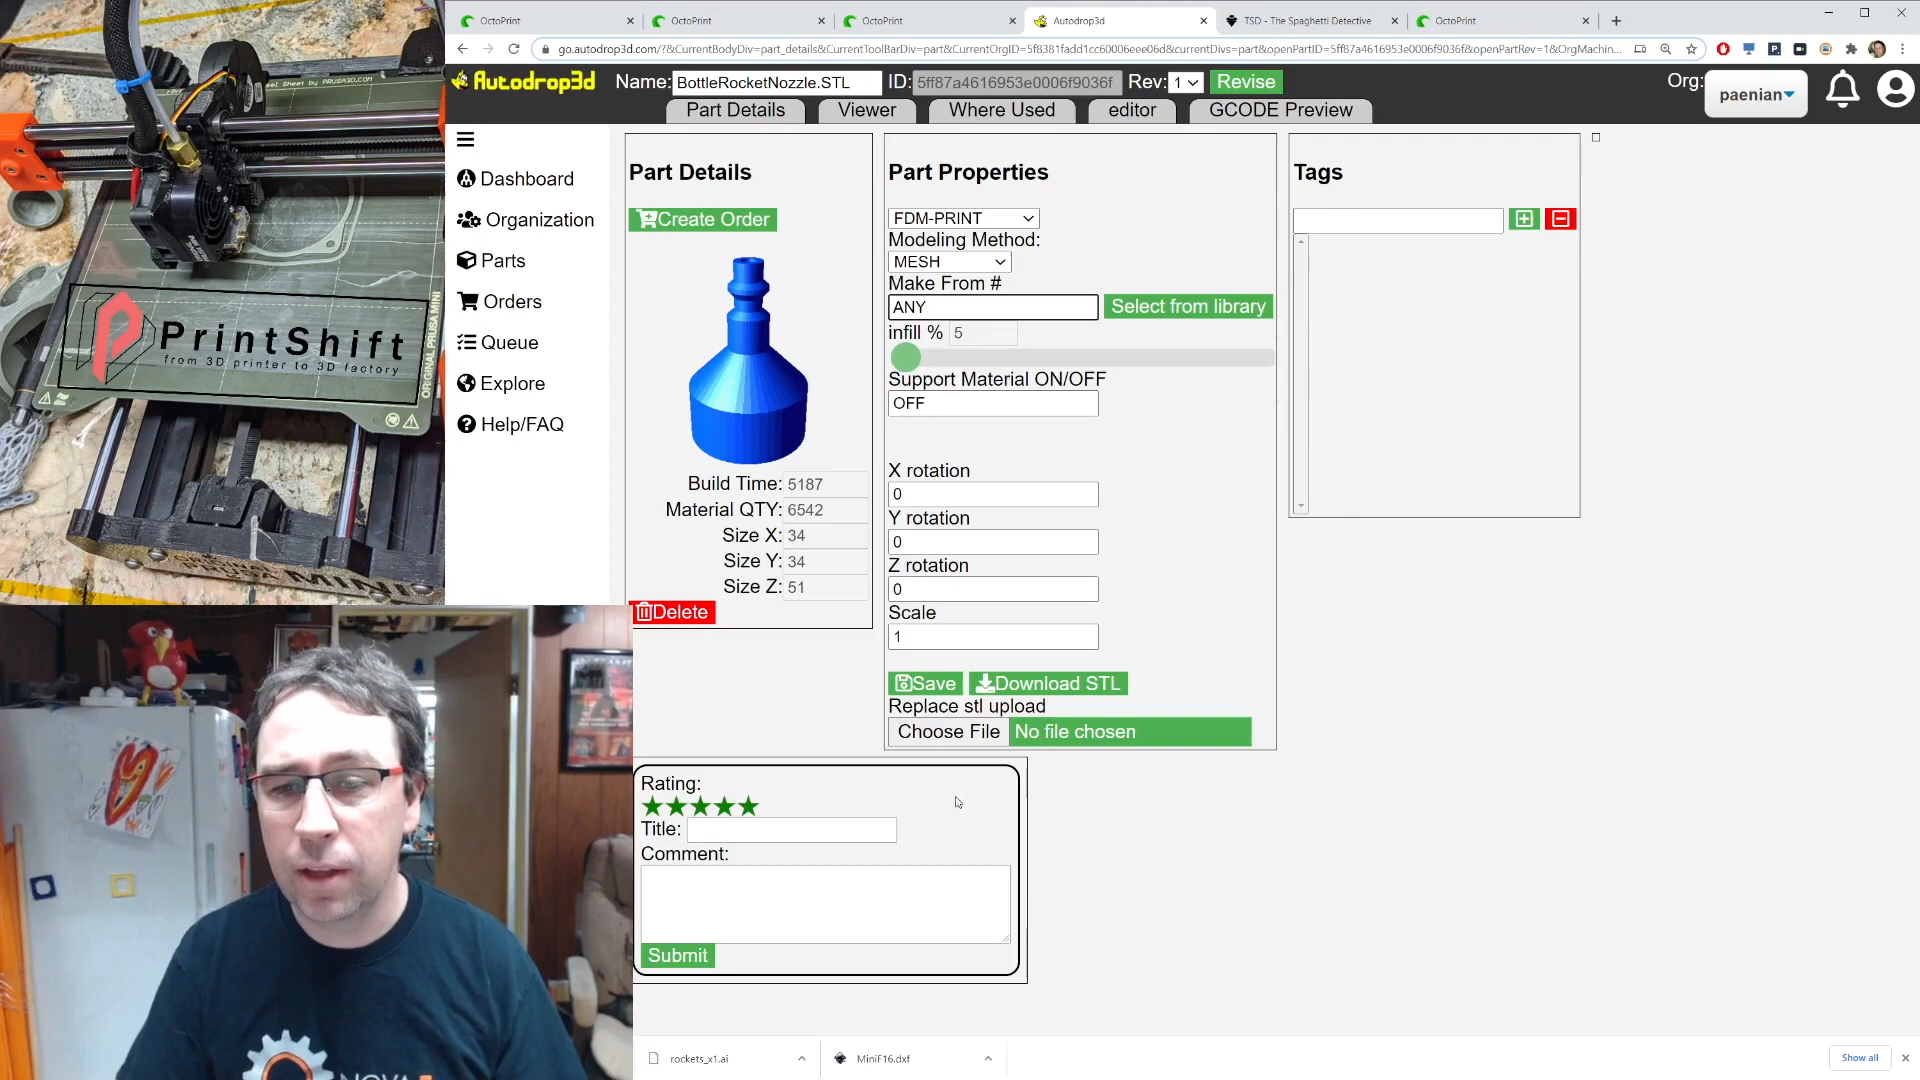 OctoPrint
OctoPrint
OctoPrint
Autodrop3d
TSD - The Spaghetti Detective
OctoPrint
go.autodrop3d.com/?&CurrentBodyDiv=part_details&CurrentToolBarDiv=part&CurrentOrgID=5f8381fadd1cc60006eee06d&currentDivs=part&openPartID=5ff87a4616953e0006f9036f&openPartRev=1&OrgMachin...
Autodrop3d
Name: BottleRocketNozzle.STL ID: 5ff87a4616953e0006f9036f Rev: 1 Revise
Org: paenian
Part Details Viewer Where Used editor GCODE Preview
Dashboard
Organization
Parts
Orders
Queue
Explore
Help/FAQ
Part Details
Create Order
Build Time: 5187
Material QTY: 6542
Size X: 34
Size Y: 34
Size Z: 51
Delete
Part Properties
FDM-PRINT
Modeling Method:
MESH
Make From #
ANY Select from library
infill % 5
Support Material ON/OFF
OFF
X rotation
0
Y rotation
0
Z rotation
0
Scale
1
Save Download STL
Replace stl upload
Choose File No file chosen
Tags
Rating:
★★★★★
Title:
Comment:
Submit
PrintShift
from 3D printer to 3D factory
ORIGINAL PRUSA MINI
rockets_x1.ai
MiniF16.dxf
Show all